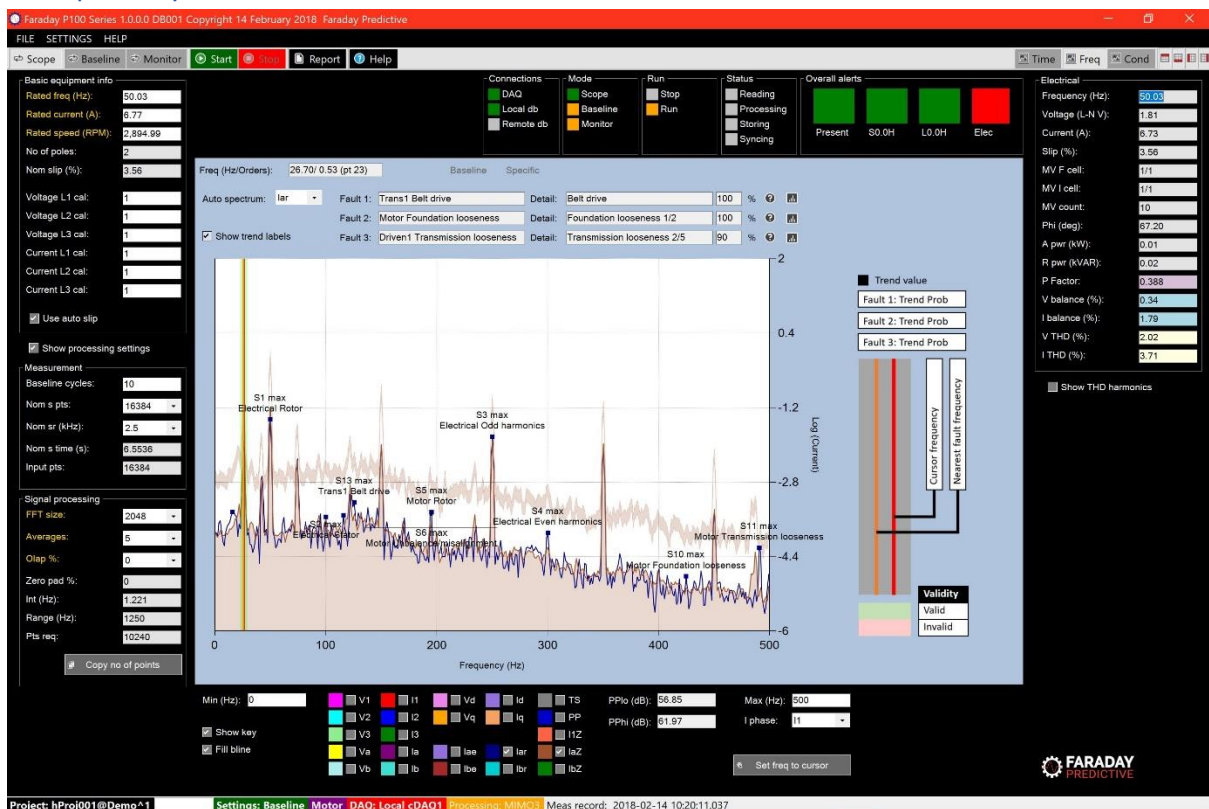 Faraday P100 Series 1.0.0.0 DB001 Copyright 14 February 2018 Faraday Predictive
FILE SETTINGS HELP
Scope Baseline Monitor Start Stop Report Help Time Freq Cond
Basic equipment info
Rated freq (Hz): 50.03
Rated current (A): 6.77
Rated speed (RPM): 2,894.99
No of poles: 2
Nom slip (%): 3.56
Voltage L1 cal: 1
Voltage L2 cal: 1
Voltage L3 cal: 1
Current L1 cal: 1
Current L2 cal: 1
Current L3 cal: 1
Use auto slip
Show processing settings
Measurement
Baseline cycles: 10
Nom s pts: 16384
Nom sr (kHz): 2.5
Nom s time (s): 6.5536
Input pts: 16384
Signal processing
FFT size: 2048
Averages: 5
Olap %: 0
Zero pad %: 0
Int (Hz): 1.221
Range (Hz): 1250
Pts req: 10240
Copy no of points
Connections
DAQ
Local db
Remote db
Mode
Scope
Baseline
Monitor
Run
Stop
Run
Status
Reading
Processing
Storing
Syncing
Overall alerts
Present S0.0H L0.0H Elec
Freq (Hz/Orders): 26.70/ 0.53 (pt 23) Baseline Specific
Auto spectrum: Iar Fault 1: Trans1 Belt drive Detail: Belt drive 100 %
Fault 2: Motor Foundation looseness Detail: Foundation looseness 1/2 100 %
Show trend labels Fault 3: Driven1 Transmission looseness Detail: Transmission looseness 2/5 90 %
2
0.4
-1.2
-2.8
-4.4
-6
Log (Current)
S1 max
Electrical Rotor
S3 max
Electrical Odd harmonics
S13 max
Trans1 Belt drive
S5 max
Motor Rotor
S2 max
Electrical Stator
S6 max
Motor Unbalance/misalignment
S4 max
Electrical Even harmonics
S11 max
Motor Transmission looseness
S10 max
Motor Foundation looseness
0 100 200 300 400 500
Frequency (Hz)
Trend value
Fault 1: Trend Prob
Fault 2: Trend Prob
Fault 3: Trend Prob
Cursor frequency
Nearest fault frequency
Validity
Valid
Invalid
Electrical
Frequency (Hz): 50.03
Voltage (L-N V): 1.81
Current (A): 6.73
Slip (%): 3.56
MV F cell: 1/1
MV I cell: 1/1
MV count: 10
Phi (deg): 67.20
A pwr (kW): 0.01
R pwr (kVAR): 0.02
P Factor: 0.388
V balance (%): 0.34
I balance (%): 1.79
V THD (%): 2.02
I THD (%): 3.71
Show THD harmonics
Min (Hz): 0
Show key
Fill bline
V1 I1 Vd Id TS
V2 I2 Vq Iq PP
V3 I3 I1Z
Va Ia Iae Iar IaZ
Vb Ib Ibe Ibr IbZ
PPlo (dB): 56.85 Max (Hz): 500
PPhi (dB): 61.97 I phase: I1
Set freq to cursor
FARADAY
PREDICTIVE
Project: hProj001@Demo^1 Settings: Baseline Motor DAQ: Local cDAQ1 Processing: MIMO3 Meas record: 2018-02-14 10:20:11.037